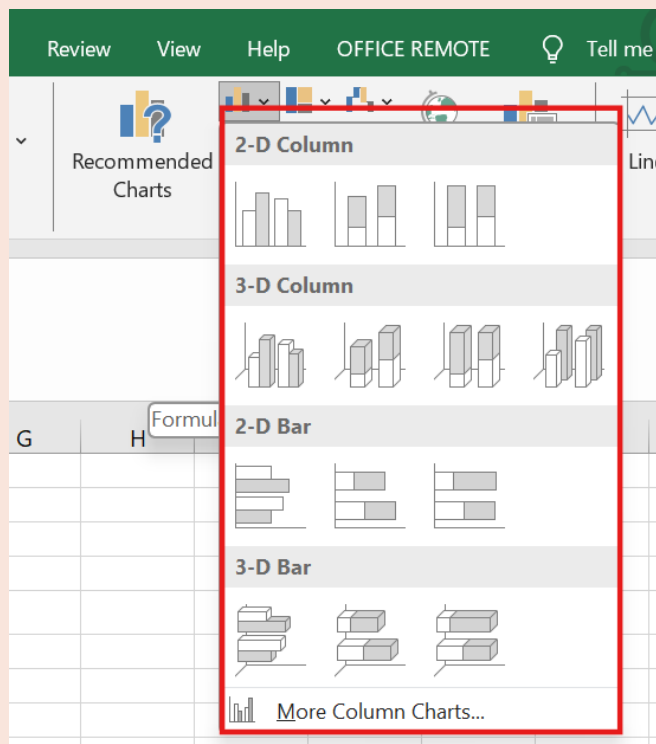 Review View Help OFFICE REMOTE Tell me
Recommended
Charts
2-D Column
3-D Column
Formul
G H
2-D Bar
3-D Bar
More Column Charts...
Lin